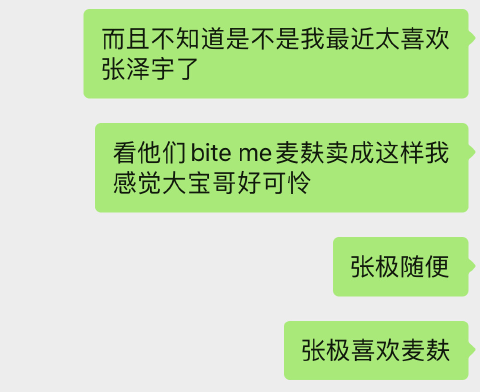 而且不知道是不是我最近太喜欢
张泽宇了
看他们bite me麦麸卖成这样我
感觉大宝哥好可怜
张极随便
张极喜欢麦麸